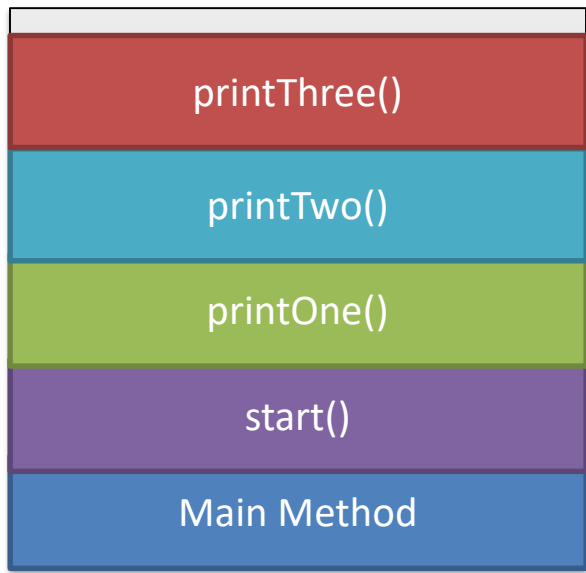 printThree()
printTwo()
printOne()
start()
Main Method